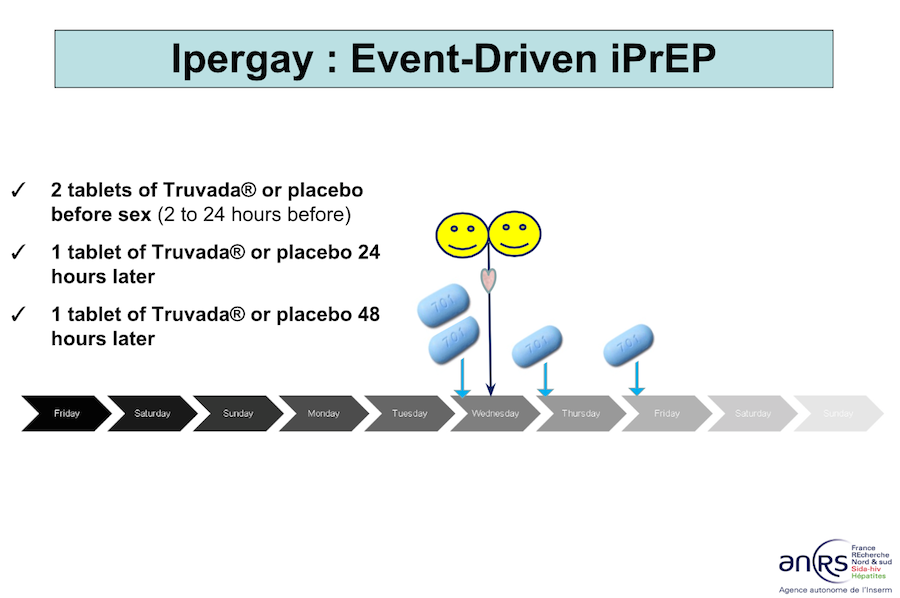 Ipergay : Event-Driven iPrEP
✓ 2 tablets of Truvada® or placebo
before sex (2 to 24 hours before)
✓ 1 tablet of Truvada® or placebo 24
hours later
✓ 1 tablet of Truvada® or placebo 48
hours later
701
701
701
701
Friday
Saturday
Sunday
Monday
Tuesday
Wednesday
Thursday
Friday
Saturday
Sunday
anRS
France
REcherche
Nord & sud
Sida-hiv
Hépatites
Agence autonome de l'Inserm